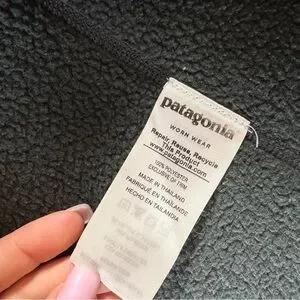 patagonia
WORN WEAR
Repair, Reuse, Recycle
This Product
www.patagonia.com
100% POLYESTER
EXCLUSIVE OF TRIM
MADE IN THAILAND
FABRIQUÉ EN THAÏLANDE
HECHO EN TAILANDIA